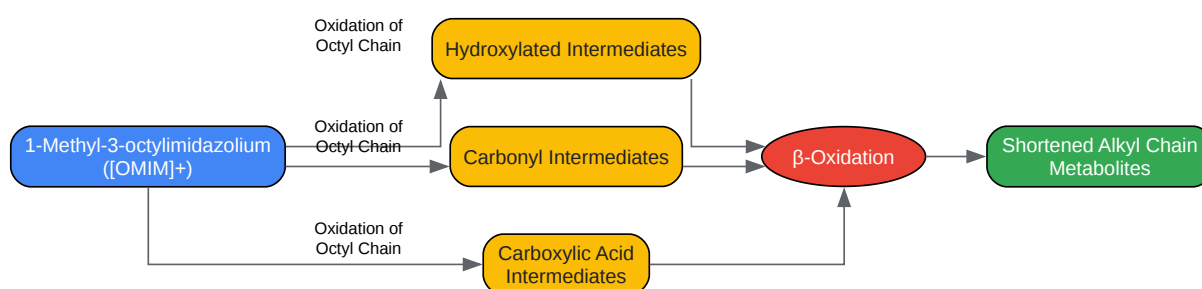 Oxidation of
Octyl Chain
Hydroxylated Intermediates
1-Methyl-3-octylimidazolium
([OMIM]+)
Oxidation of
Octyl Chain
Carbonyl Intermediates
β-Oxidation
Shortened Alkyl Chain
Metabolites
Oxidation of
Octyl Chain
Carboxylic Acid
Intermediates